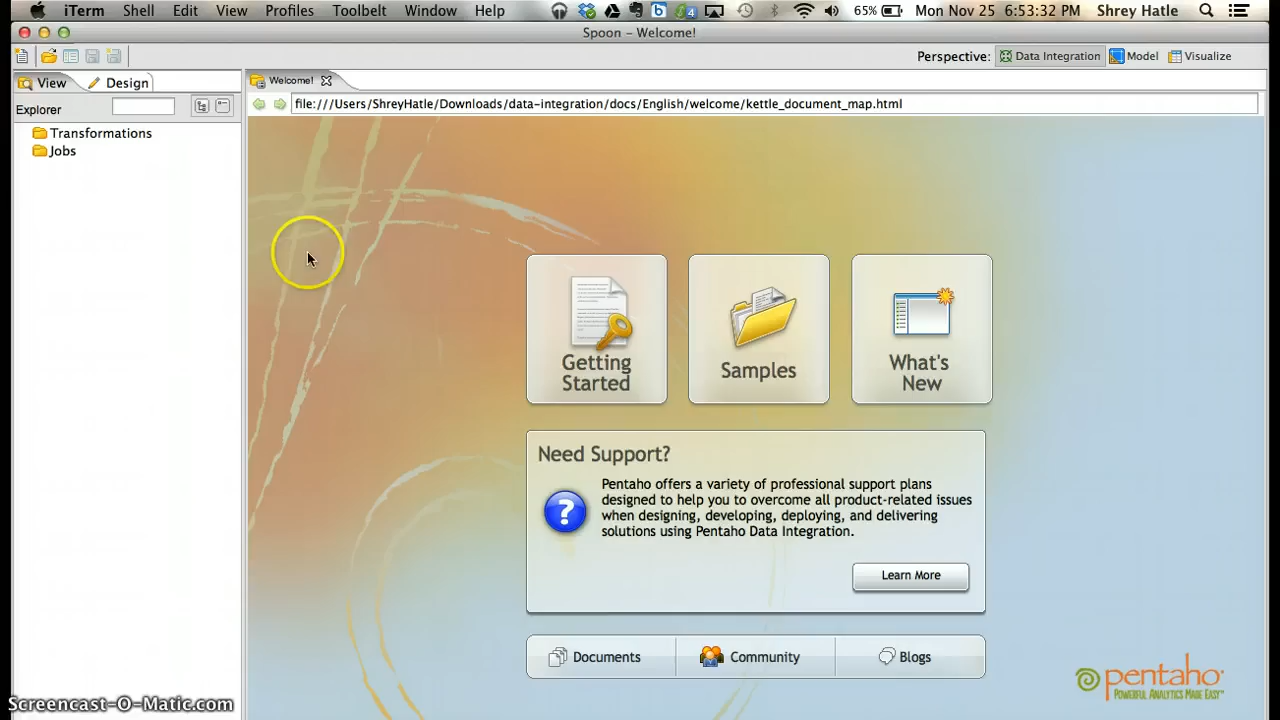 iTerm Shell Edit View Profiles Toolbelt Window Help 4 65% Mon Nov 25 6:53:32 PM Shrey Hatle
Spoon – Welcome!
Perspective: Data Integration Model Visualize
View Design
Welcome!
Explorer
file:///Users/ShreyHatle/Downloads/data-integration/docs/English/welcome/kettle_document_map.html
Transformations
Jobs
Getting
Started
Samples
What's
New
Need Support?
Pentaho offers a variety of professional support plans
designed to help you to overcome all product-related issues
when designing, developing, deploying, and delivering
solutions using Pentaho Data Integration.
Learn More
Documents Community Blogs
pentaho
POWERFUL ANALYTICS MADE EASY™
Screencast-O-Matic.com